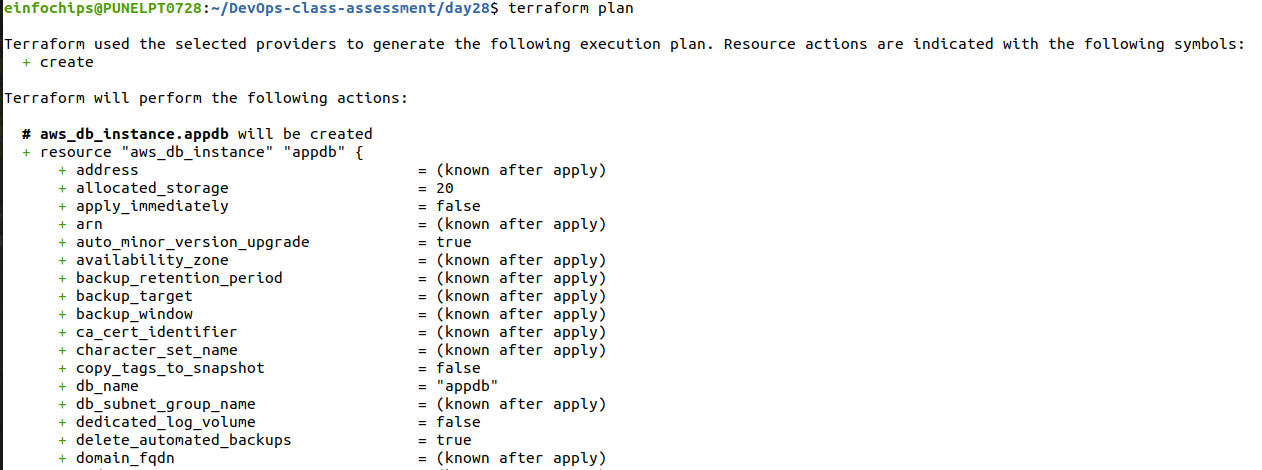 einfochips@PUNELPT0728:~/DevOps-class-assessment/day28$ terraform plan
Terraform used the selected providers to generate the following execution plan. Resource actions are indicated with the following symbols:
+ create
Terraform will perform the following actions:
# aws_db_instance.appdb will be created
+ resource "aws_db_instance" "appdb" {
+ address = (known after apply)
+ allocated_storage = 20
+ apply_immediately = false
+ arn = (known after apply)
+ auto_minor_version_upgrade = true
+ availability_zone = (known after apply)
+ backup_retention_period = (known after apply)
+ backup_target = (known after apply)
+ backup_window = (known after apply)
+ ca_cert_identifier = (known after apply)
+ character_set_name = (known after apply)
+ copy_tags_to_snapshot = false
+ db_name = "appdb"
+ db_subnet_group_name = (known after apply)
+ dedicated_log_volume = false
+ delete_automated_backups = true
+ domain_fqdn = (known after apply)